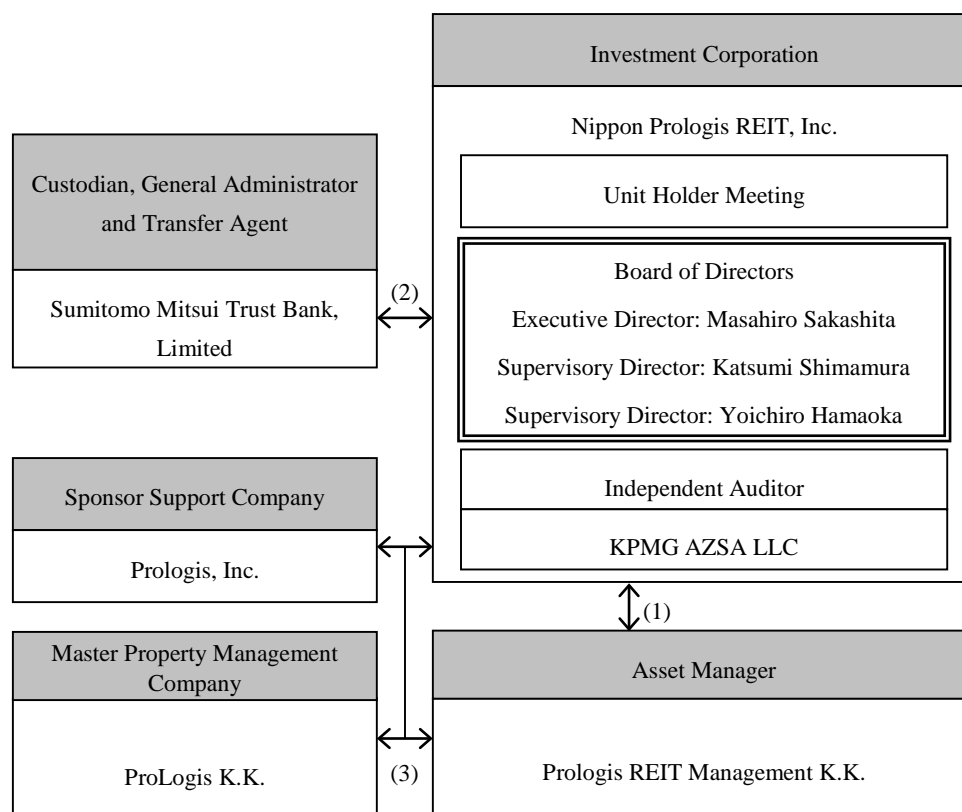 Investment Corporation
Nippon Prologis REIT, Inc.
Unit Holder Meeting
Board of Directors
Executive Director: Masahiro Sakashita
Supervisory Director: Katsumi Shimamura
Supervisory Director: Yoichiro Hamaoka
Independent Auditor
KPMG AZSA LLC
Custodian, General Administrator
and Transfer Agent
Sumitomo Mitsui Trust Bank,
Limited
(2)
Sponsor Support Company
Prologis, Inc.
(1)
Master Property Management
Company
ProLogis K.K.
(3)
Asset Manager
Prologis REIT Management K.K.